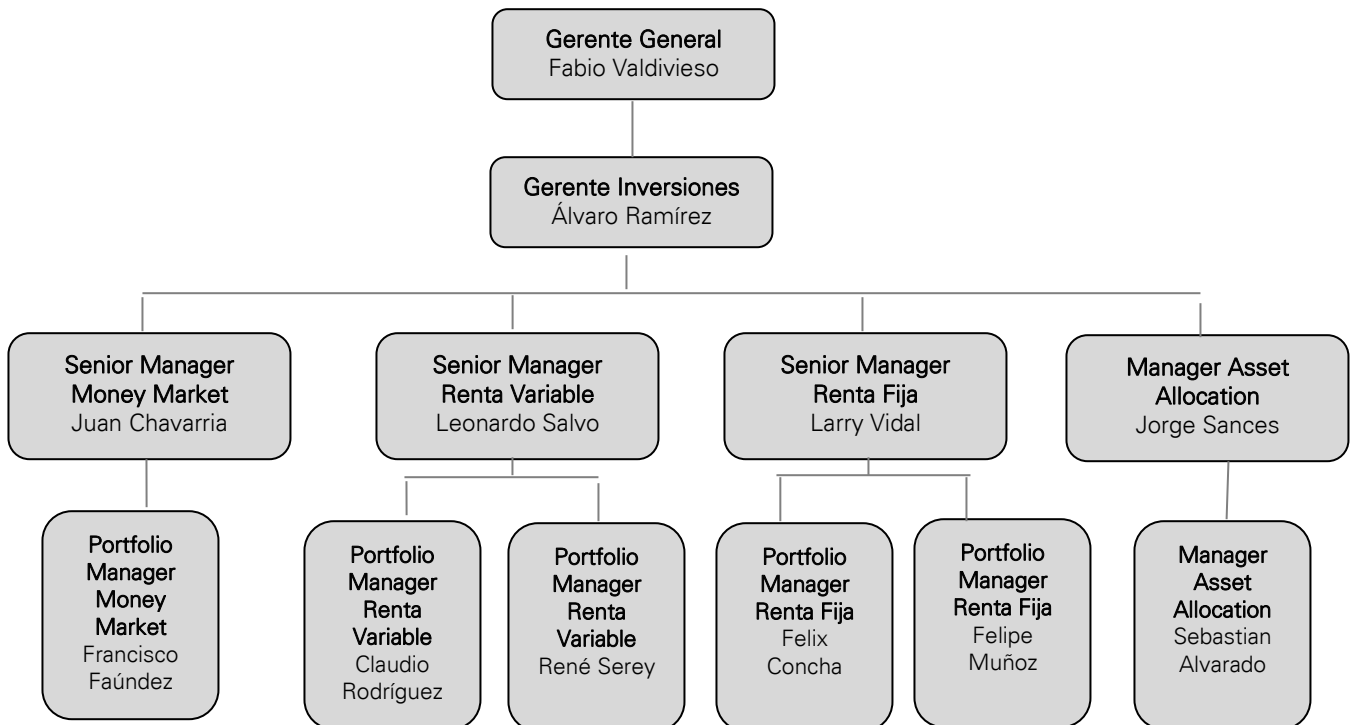 Gerente General
Fabio Valdivieso
Gerente Inversiones
Álvaro Ramírez
Senior Manager
Money Market
Juan Chavarria
Senior Manager
Renta Variable
Leonardo Salvo
Senior Manager
Renta Fija
Larry Vidal
Manager Asset
Allocation
Jorge Sances
Portfolio
Manager
Money
Market
Francisco
Faúndez
Portfolio
Manager
Renta
Variable
Claudio
Rodríguez
Portfolio
Manager
Renta
Variable
René Serey
Portfolio
Manager
Renta Fija
Felix
Concha
Portfolio
Manager
Renta Fija
Felipe
Muñoz
Manager
Asset
Allocation
Sebastian
Alvarado